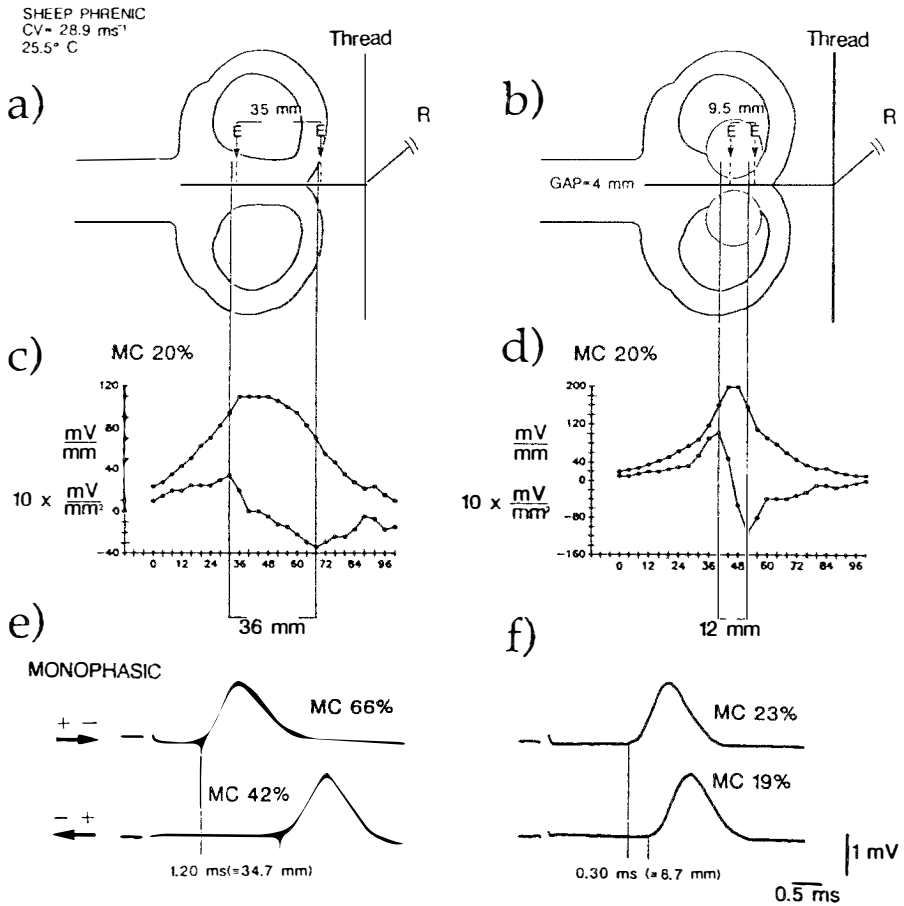 SHEEP PHRENIC
CV= 28.9 ms⁻¹
25.5° C
a)
Thread
35 mm
E E
R
b)
Thread
9.5 mm
E E
R
GAP=4 mm
c)
MC 20%
120
80
40
0
-40
mV
mm
10 x mV
mm²
0 12 24 36 48 60 72 84 96
36 mm
d)
MC 20%
200
120
40
0
-80
-160
mV
mm
10 x mV
0 12 24 36 48 60 72 84 96
12 mm
e)
MONOPHASIC
+ -
MC 66%
- +
MC 42%
1.20 ms(=34.7 mm)
f)
MC 23%
MC 19%
0.30 ms (=8.7 mm)
1 mV
0.5 ms